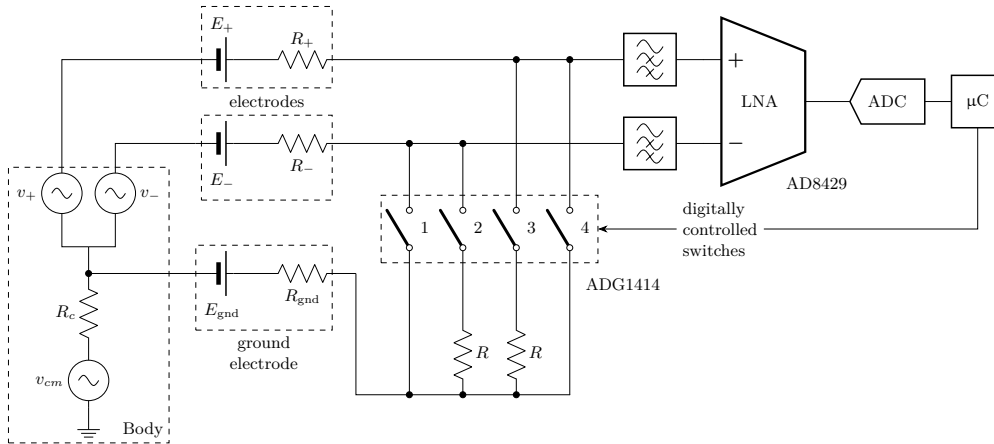 E+
R+
electrodes
LNA
+
−
ADC
µC
AD8429
E−
R−
v+
v−
1
2
3
4
digitally
controlled
switches
ADG1414
Rc
Egnd
Rgnd
ground
electrode
R
R
vcm
Body